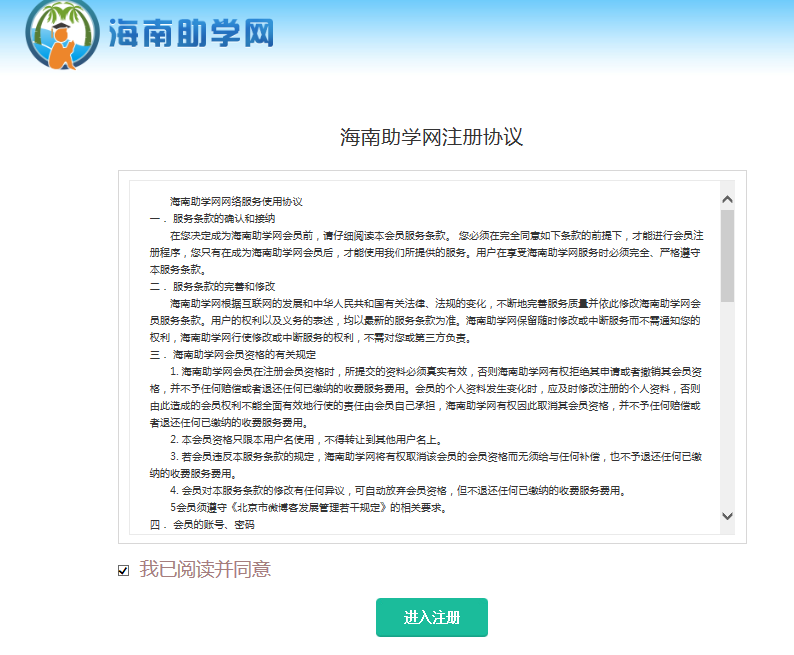 海南助学网
海南助学网注册协议
海南助学网网络服务使用协议
一． 服务条款的确认和接纳
在您决定成为海南助学网会员前，请仔细阅读本会员服务条款。 您必须在完全同意如下条款的前提下，才能进行会员注
册程序，您只有在成为海南助学网会员后，才能使用我们所提供的服务。用户在享受海南助学网服务时必须完全、严格遵守
本服务条款。
二． 服务条款的完善和修改
海南助学网根据互联网的发展和中华人民共和国有关法律、法规的变化，不断地完善服务质量并依此修改海南助学网会
员服务条款。用户的权利以及义务的表述，均以最新的服务条款为准。海南助学网保留随时修改或中断服务而不需通知您的
权利，海南助学网行使修改或中断服务的权利，不需对您或第三方负责。
三． 海南助学网会员资格的有关规定
1. 海南助学网会员在注册会员资格时，所提交的资料必须真实有效，否则海南助学网有权拒绝其申请或者撤销其会员资
格，并不予任何赔偿或者退还任何已缴纳的收费服务费用。会员的个人资料发生变化时，应及时修改注册的个人资料，否则
由此造成的会员权利不能全面有效地行使的责任由会员自己承担，海南助学网有权因此取消其会员资格，并不予任何赔偿或
者退还任何已缴纳的收费服务费用。
2. 本会员资格只限本用户名使用，不得转让到其他用户名上。
3. 若会员违反本服务条款的规定，海南助学网将有权取消该会员的会员资格而无须给与任何补偿，也不予退还任何已缴
纳的收费服务费用。
4. 会员对本服务条款的修改有任何异议，可自动放弃会员资格，但不退还任何已缴纳的收费服务费用。
5会员须遵守《北京市微博客发展管理若干规定》的相关要求。
四． 会员的账号、密码
我已阅读并同意
进入注册